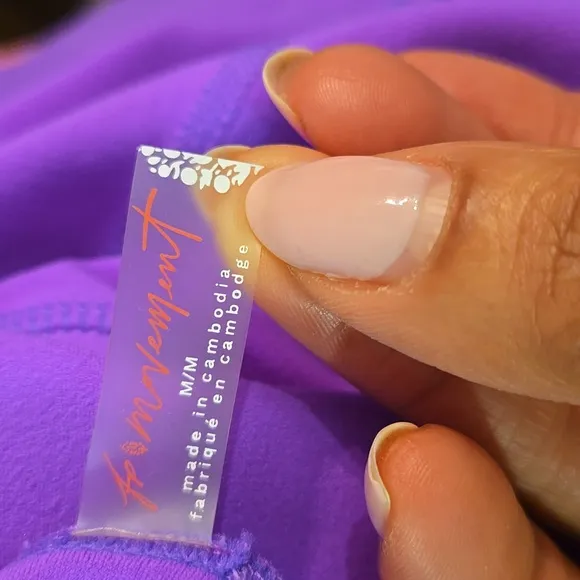 fp movement
M/M
made in cambodia
fabriqué en cambodge